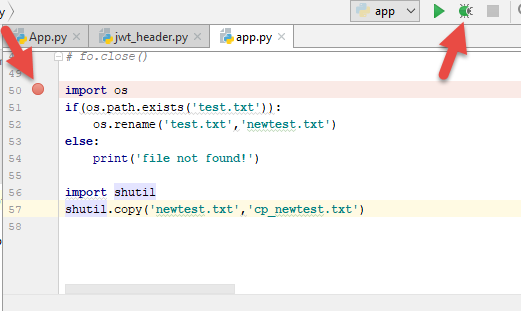 app
App.py jwt_header.py app.py
# fo.close()
49
50 import os
51 if(os.path.exists('test.txt')):
52 os.rename('test.txt','newtest.txt')
53 else:
54 print('file not found!')
55
56 import shutil
57 shutil.copy('newtest.txt','cp_newtest.txt')
58